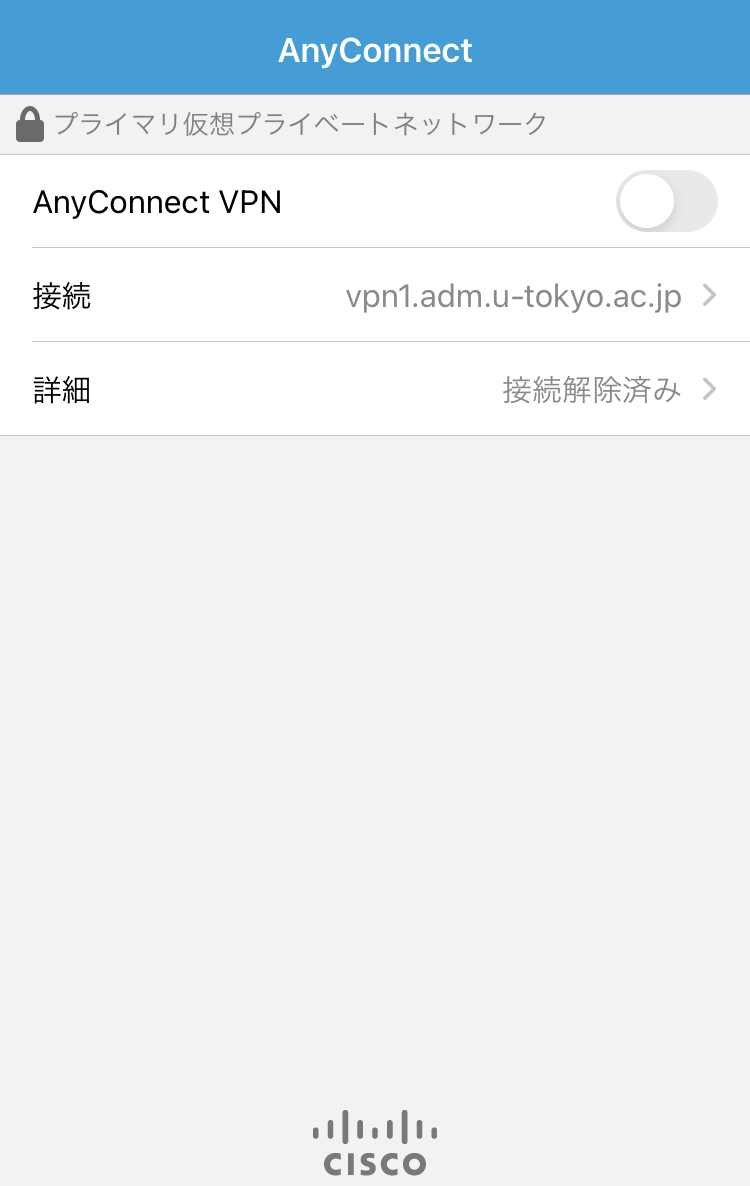 AnyConnect
プライマリ仮想プライベートネットワーク
AnyConnect VPN
接続 vpn1.adm.u-tokyo.ac.jp
詳細 接続解除済み
CISCO